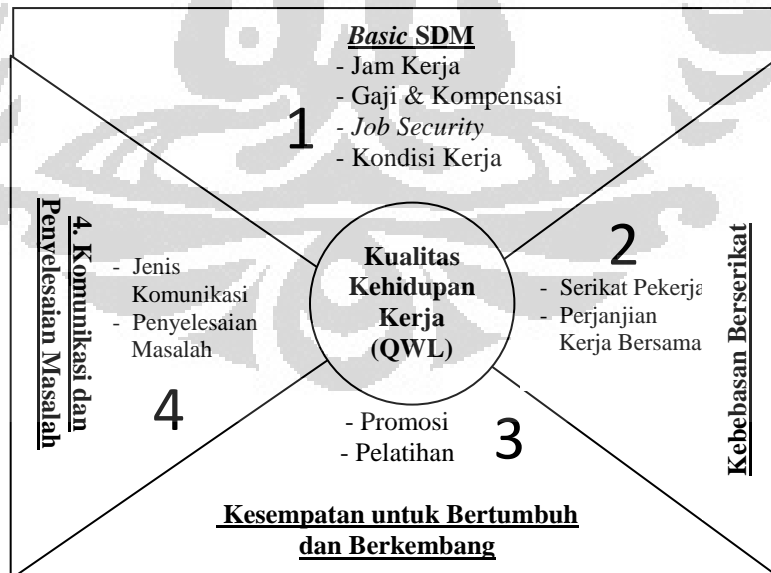 Basic SDM
- Jam Kerja
- Gaji & Kompensasi
- Job Security
- Kondisi Kerja
1
Kualitas
Kehidupan
Kerja
(QWL)
2
- Serikat Pekerja
- Perjanjian
Kerja Bersama
Kebebasan Berserikat
- Promosi
- Pelatihan
3
Kesempatan untuk Bertumbuh
dan Berkembang
4. Komunikasi dan
Penyelesaian Masalah
- Jenis
Komunikasi
- Penyelesaian
Masalah
4